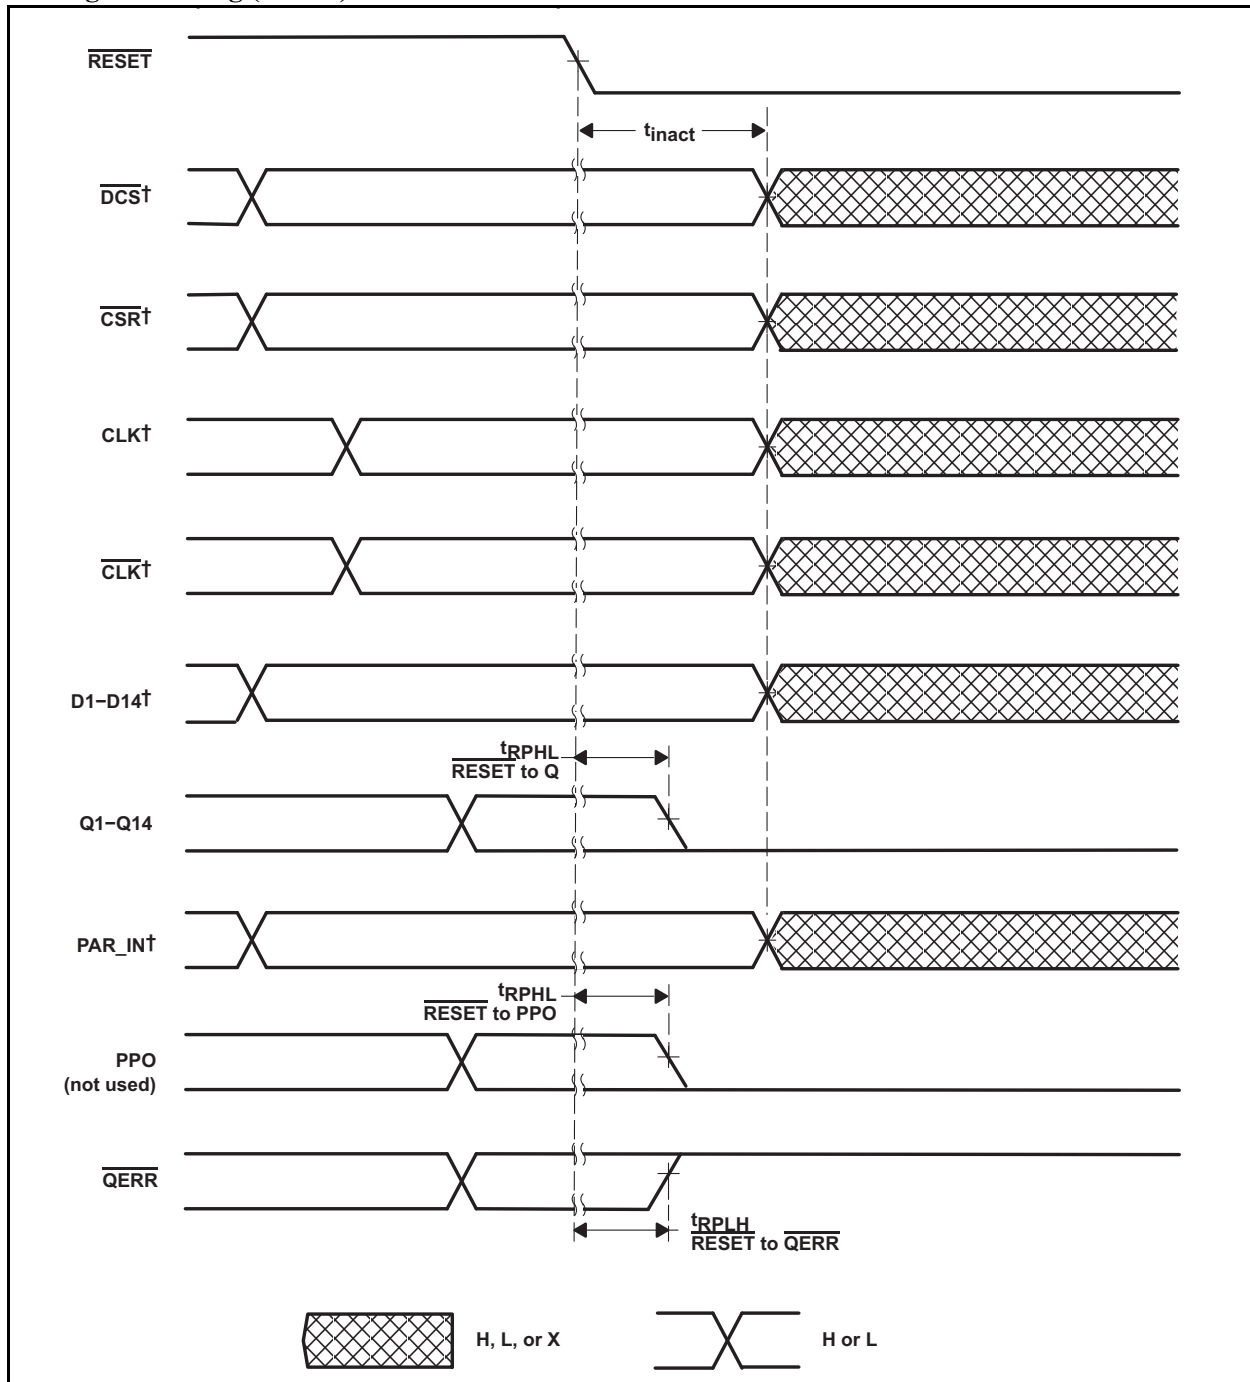 RESET
tinact
DCS†
CSR†
CLK†
CLK†
D1−D14†
tRPHL
RESET to Q
Q1−Q14
PAR_IN†
tRPHL
RESET to PPO
PPO
(not used)
QERR
tRPLH
RESET to QERR
H, L, or X
H or L